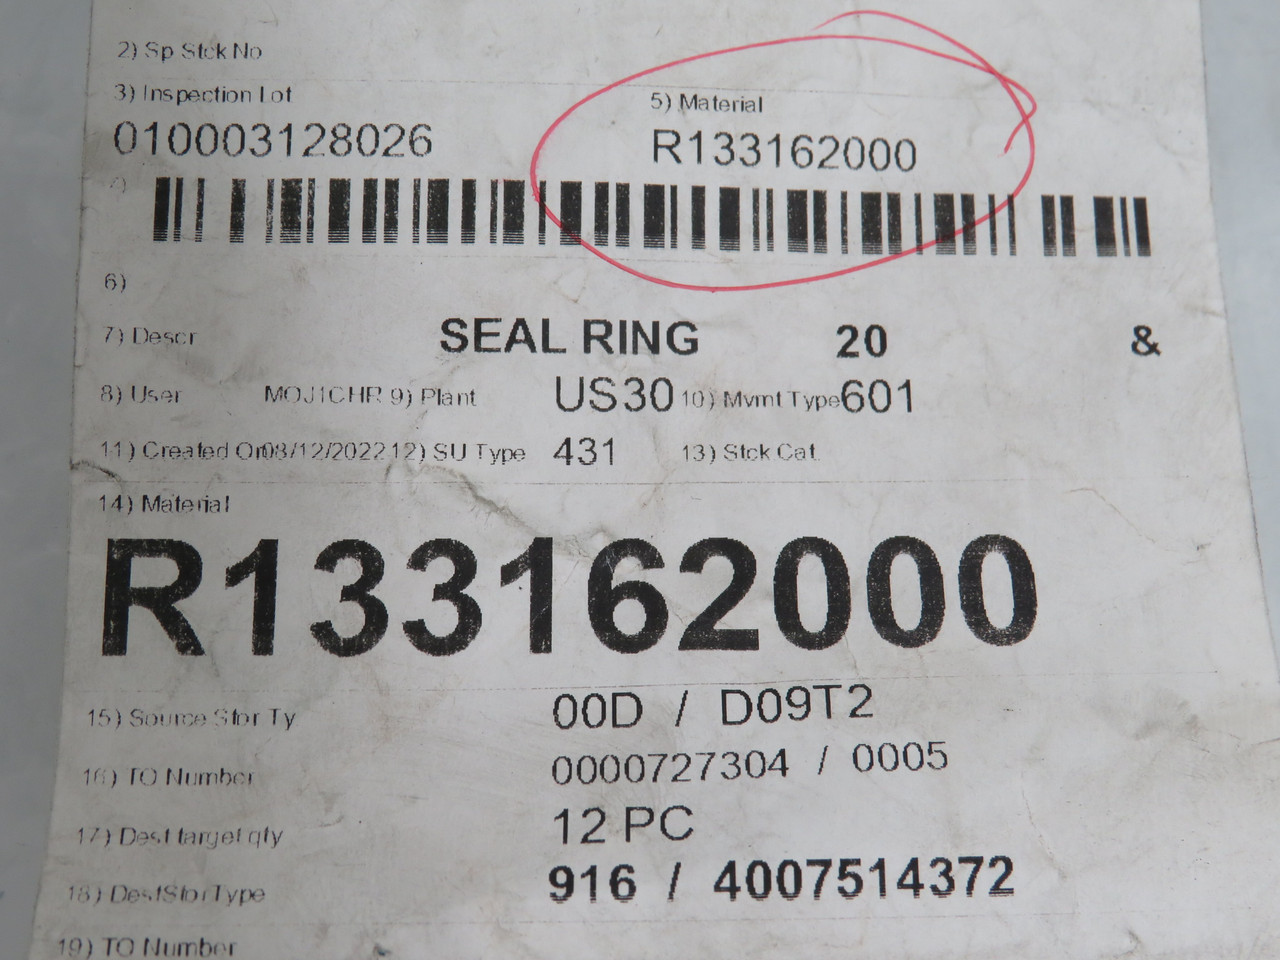 2) Sp Stck No
3) Inspection Lot 5) Material
010003128026 R133162000
4)
6)
7) Descr SEAL RING 20 &
8) User MOJ1CHR 9) Plant US30 10) Mvmt Type 601
11) Created On 08/12/2022 12) SU Type 431 13) Stck Cat
14) Material
R133162000
15) Source Stor Ty 00D / D09T2
16) TO Number 0000727304 / 0005
17) Dest target qty 12 PC
18) DestStorType 916 / 4007514372
19) TO Number